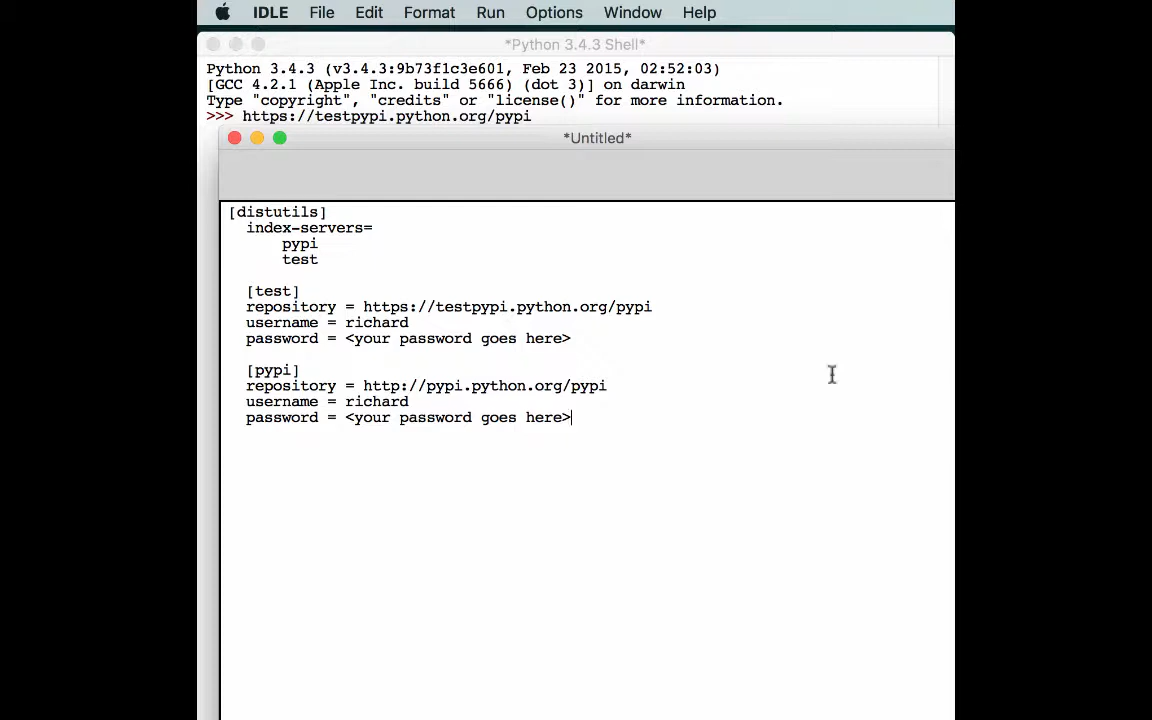 IDLE File Edit Format Run Options Window Help
*Python 3.4.3 Shell*
Python 3.4.3 (v3.4.3:9b73f1c3e601, Feb 23 2015, 02:52:03)
[GCC 4.2.1 (Apple Inc. build 5666) (dot 3)] on darwin
Type "copyright", "credits" or "license()" for more information.
>>> https://testpypi.python.org/pypi
*Untitled*
[distutils]
  index-servers=
      pypi
      test

  [test]
  repository = https://testpypi.python.org/pypi
  username = richard
  password = <your password goes here>

  [pypi]
  repository = http://pypi.python.org/pypi
  username = richard
  password = <your password goes here>